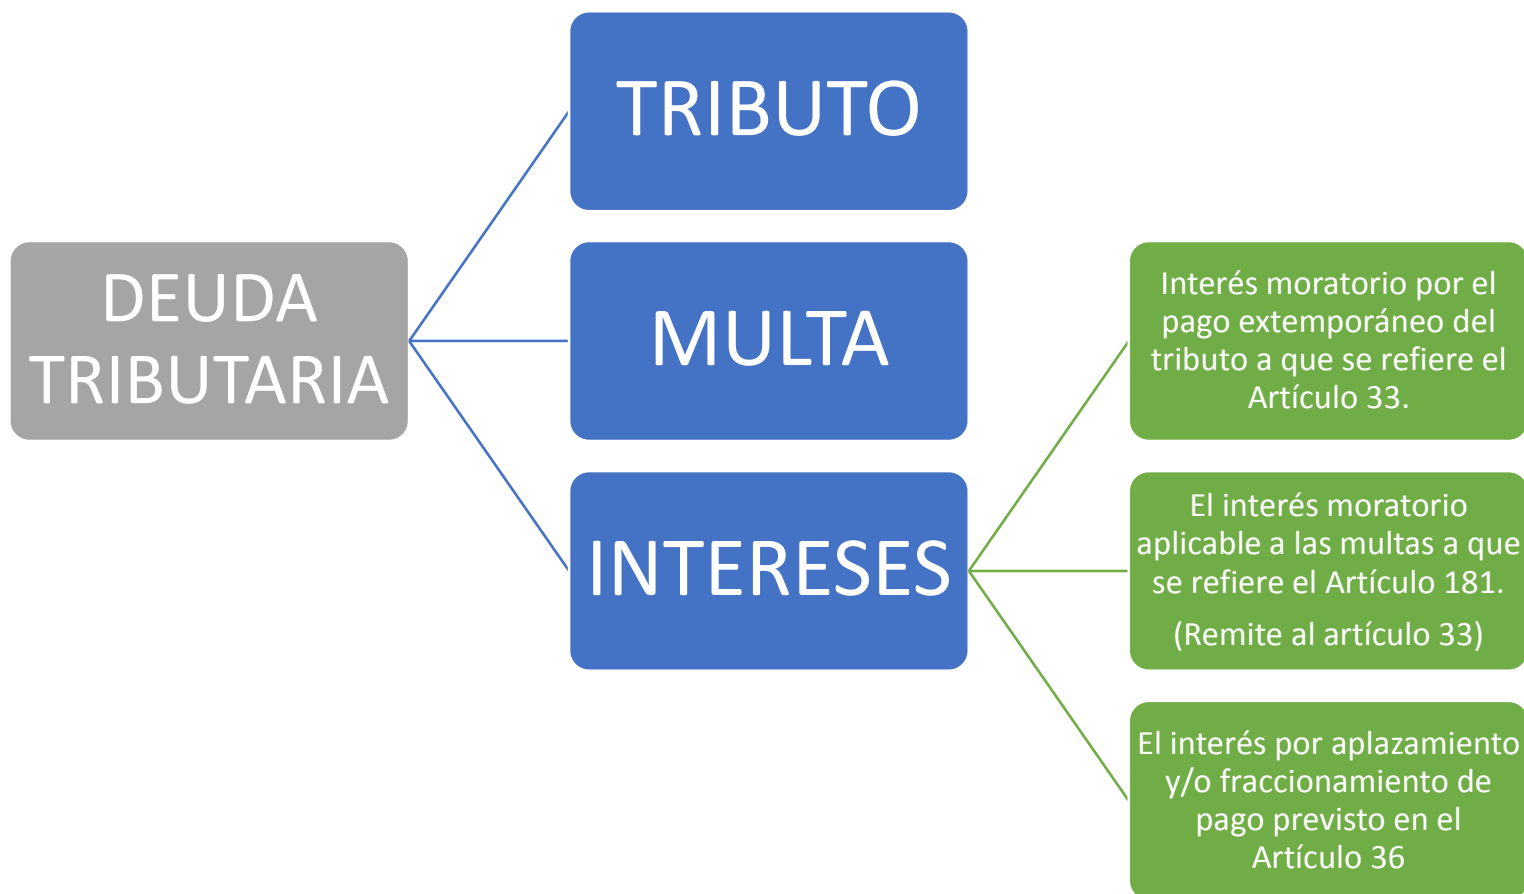 DEUDA
TRIBUTARIA
TRIBUTO
MULTA
INTERESES
Interés moratorio por el
pago extemporáneo del
tributo a que se refiere el
Artículo 33.
El interés moratorio
aplicable a las multas a que
se refiere el Artículo 181.
(Remite al artículo 33)
El interés por aplazamiento
y/o fraccionamiento de
pago previsto en el
Artículo 36